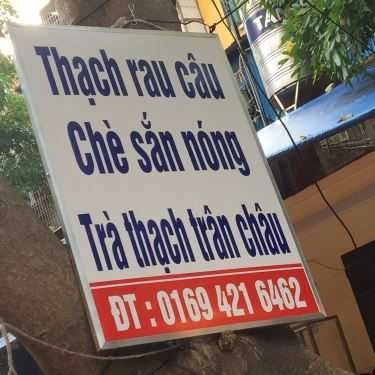 Thạch rau câu
Chè sắn nóng
Trà thạch trân châu
ĐT : 0169 421 6462